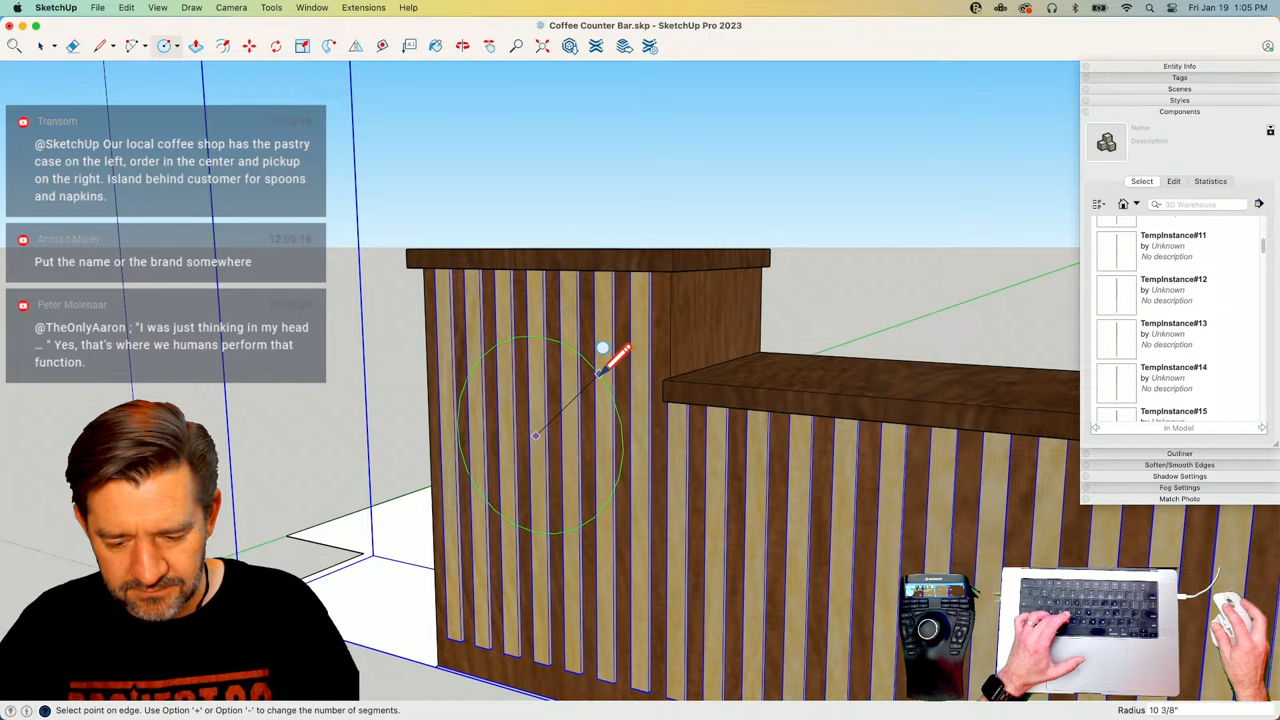 SketchUp File Edit View Draw Camera Tools Window Extensions Help
Fri Jan 19 1:05 PM
Coffee Counter Bar.skp - SketchUp Pro 2023
Entity Info
Tags
Scenes
Styles
Components
Name
Description
Select Edit Statistics
3D Warehouse
TempInstance#11
by Unknown
No description
TempInstance#12
by Unknown
No description
TempInstance#13
by Unknown
No description
TempInstance#14
by Unknown
No description
TempInstance#15
In Model
Outliner
Soften/Smooth Edges
Shadow Settings
Fog Settings
Match Photo
Transom
@SketchUp Our local coffee shop has the pastry
case on the left, order in the center and pickup
on the right. Island behind customer for spoons
and napkins.
Put the name or the brand somewhere
Peter Molenaar
@TheOnlyAaron ; "I was just thinking in my head
... " Yes, that's where we humans perform that
function.
Select point on edge. Use Option '+' or Option '-' to change the number of segments.
Radius 10 3/8"